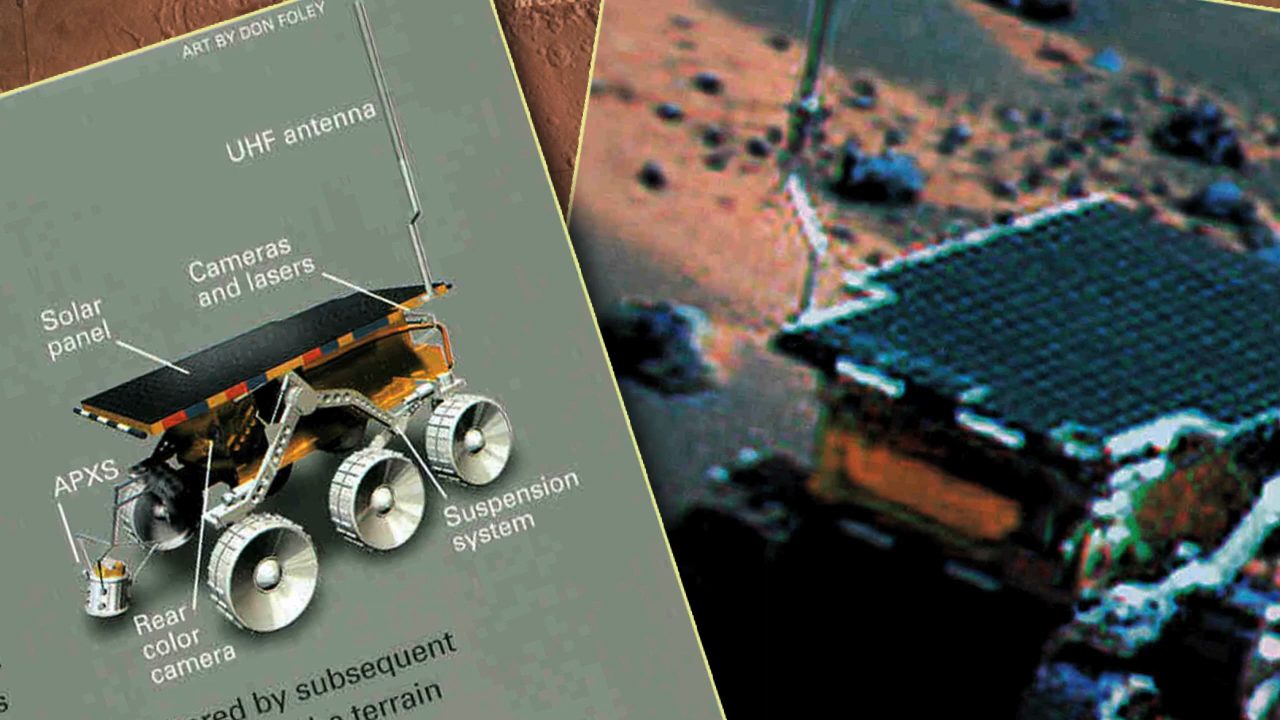 ART BY DON FOLEY
UHF antenna
Cameras
and lasers
Solar
panel
APXS
Suspension
system
Rear
color
camera
by subsequent
terrain